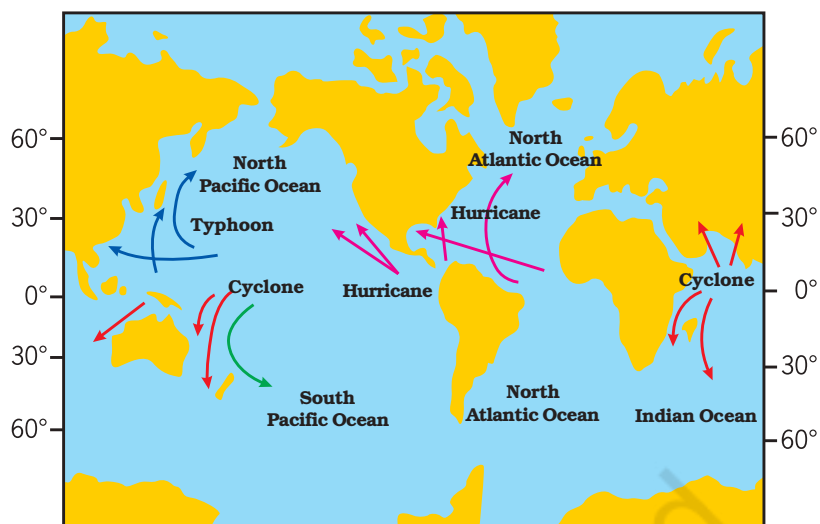 60°
30°
0°
30°
60°
North
Pacific Ocean
Typhoon
Cyclone
Hurricane
South
Pacific Ocean
North
Atlantic Ocean
Hurricane
North
Atlantic Ocean
Cyclone
Indian Ocean
60°
30°
0°
30°
60°